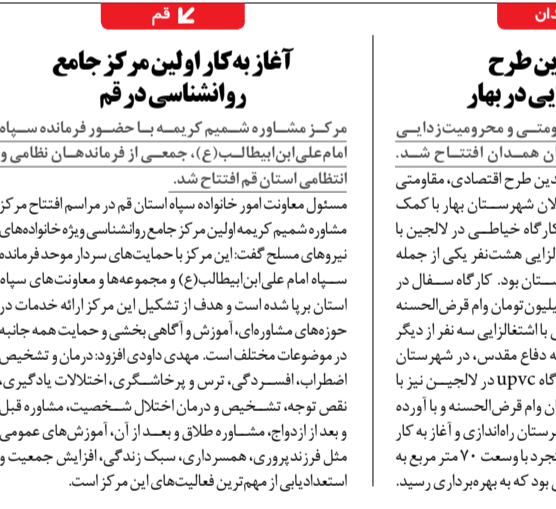 قم
آغاز به کار اولین مرکز جامع
روانشناسی در قم
مرکز مشاوره شمیم کریمه با حضور فرمانده سپاه
امام علی ابن ابیطالب(ع)، جمعی از فرماندهان نظامی و
انتظامی استان قم افتتاح شد.
مسئول معاونت امور خانواده سپاه استان قم در مراسم افتتاح مرکز
مشاوره شمیم کریمه اولین مرکز جامع روانشناسی ویژه خانواده‌های
نیروهای مسلح گفت: این مرکز با حمایت‌های سردار موحد فرمانده
سپاه امام علی ابن ابیطالب(ع) و مجموعه‌ها و معاونت‌های سپاه
استان برپا شده است و هدف از تشکیل این مرکز ارائه خدمات در
حوزه‌های مشاوره‌ای، آموزش و آگاهی بخشی و حمایت همه جانبه
در موضوعات مختلف است. مهدی داودی افزود: درمان و تشخیص
اضطراب، افسردگی، ترس و پرخاشگری، اختلالات یادگیری،
نقص توجه، تشخیص و درمان اختلال شخصیت، مشاوره قبل
و بعد از ازدواج، مشاوره طلاق و بعد از آن، آموزش‌های عمومی
مثل فرزندپروری، همسرداری، سبک زندگی، افزایش جمعیت و
استعدادیابی از مهم‌ترین فعالیت‌های این مرکز است.
ین طرح
یی در بهار
ومتی و محرومیت‌زدایی
ان همدان افتتاح شد.
دین طرح اقتصادی، مقاومتی
لان شهرستان بهار با کمک
کارگاه خیاطی در لالجین با
لزایی هشت‌نفر یکی از جمله
ستان بود. کارگاه سفال در
یلیون تومان وام قرض‌الحسنه
با اشتغالزایی سه نفر از دیگر
ه دفاع مقدس، در شهرستان
گاه upvc در لالجین نیز با
ن وام قرض‌الحسنه و با آورده
رستان راه‌اندازی و آغاز به کار
تجرد با وسعت ۷۰ متر مربع به
بود که به بهره‌برداری رسید.